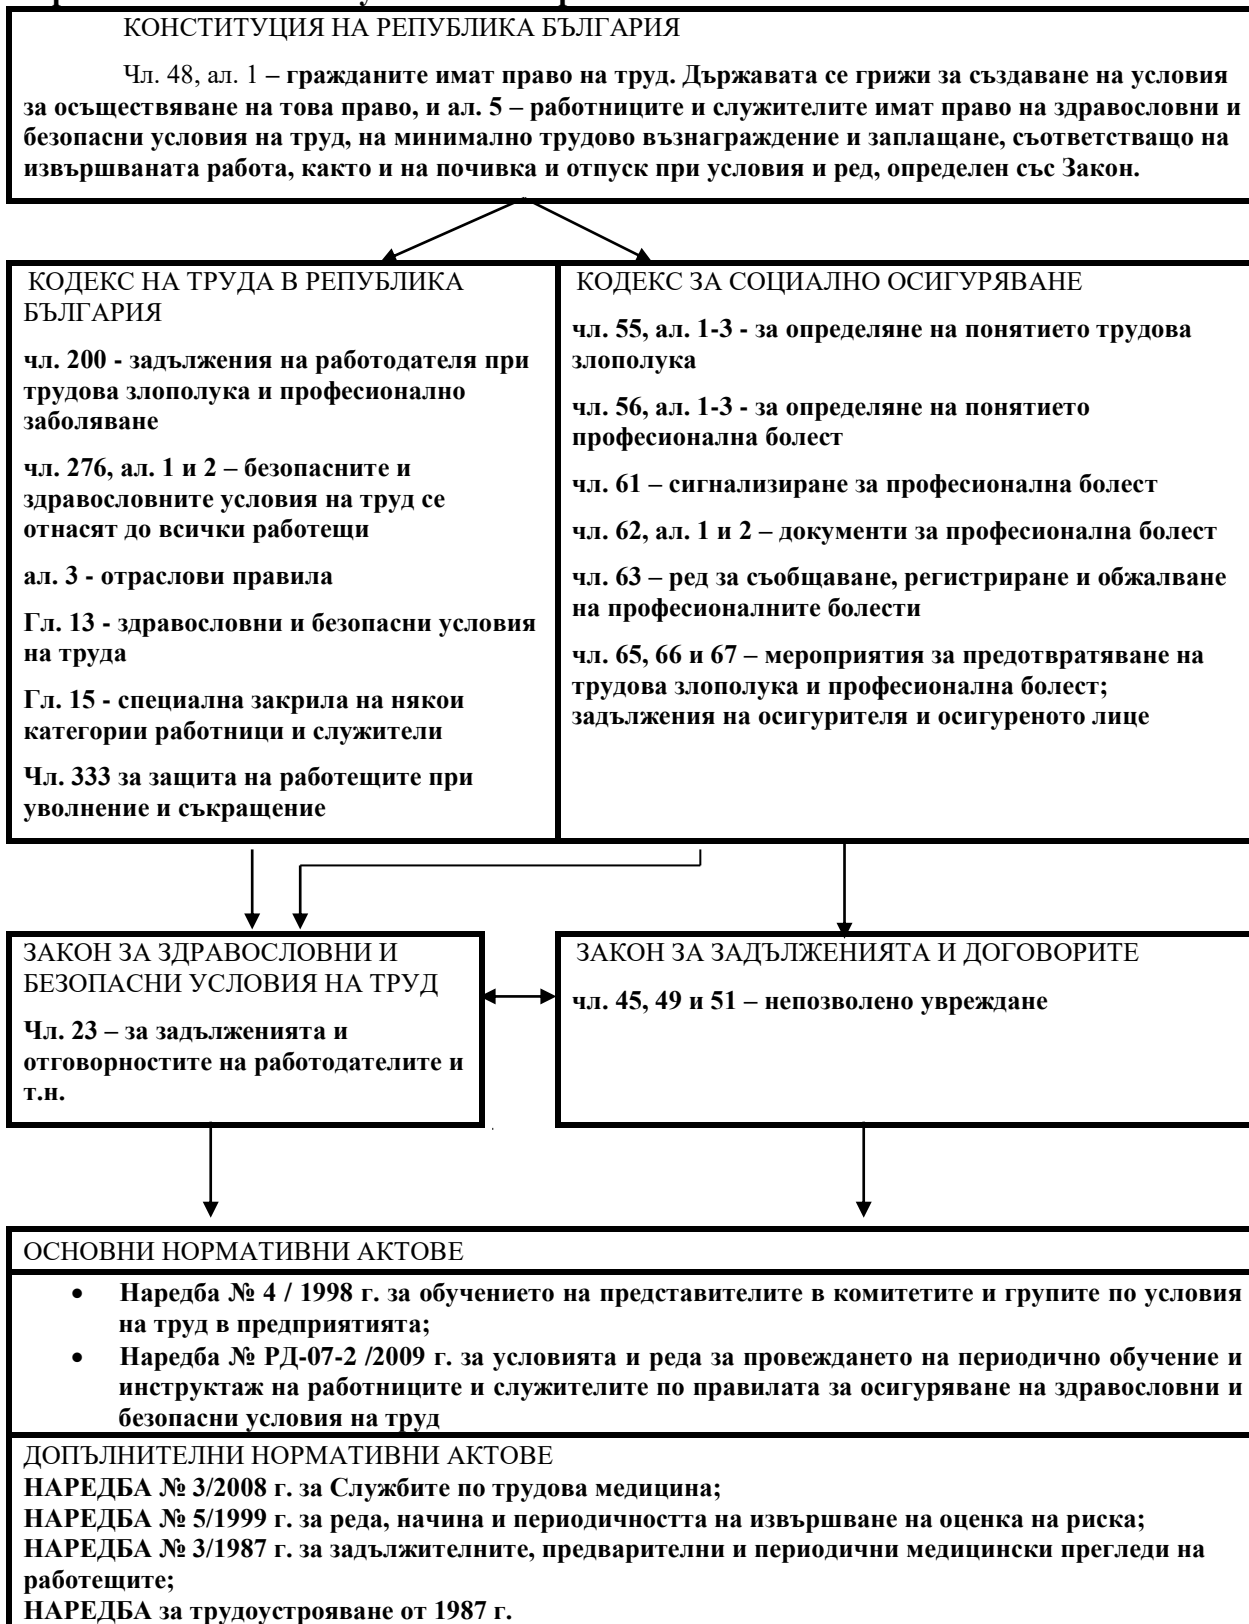 КОНСТИТУЦИЯ НА РЕПУБЛИКА БЪЛГАРИЯ
Чл. 48, ал. 1 – гражданите имат право на труд. Държавата се грижи за създаване на условия
за осъществяване на това право, и ал. 5 – работниците и служителите имат право на здравословни и
безопасни условия на труд, на минимално трудово възнаграждение и заплащане, съответстващо на
извършваната работа, както и на почивка и отпуск при условия и ред, определен със Закон.
КОДЕКС НА ТРУДА В РЕПУБЛИКА
БЪЛГАРИЯ
чл. 200 - задължения на работодателя при
трудова злополука и професионално
заболяване
чл. 276, ал. 1 и 2 – безопасните и
здравословните условия на труд се
отнасят до всички работещи
ал. 3 - отраслови правила
Гл. 13 - здравословни и безопасни условия
на труда
Гл. 15 - специална закрила на някои
категории работници и служители
Чл. 333 за защита на работещите при
уволнение и съкращение
КОДЕКС ЗА СОЦИАЛНО ОСИГУРЯВАНЕ
чл. 55, ал. 1-3 - за определяне на понятието трудова
злополука
чл. 56, ал. 1-3 - за определяне на понятието
професионална болест
чл. 61 – сигнализиране за професионална болест
чл. 62, ал. 1 и 2 – документи за професионална болест
чл. 63 – ред за съобщаване, регистриране и обжалване
на професионалните болести
чл. 65, 66 и 67 – мероприятия за предотвратяване на
трудова злополука и професионална болест;
задължения на осигурителя и осигуреното лице
ЗАКОН ЗА ЗДРАВОСЛОВНИ И
БЕЗОПАСНИ УСЛОВИЯ НА ТРУД
Чл. 23 – за задълженията и
отговорностите на работодателите и
т.н.
ЗАКОН ЗА ЗАДЪЛЖЕНИЯТА И ДОГОВОРИТЕ
чл. 45, 49 и 51 – непозволено увреждане
ОСНОВНИ НОРМАТИВНИ АКТОВЕ
• Наредба № 4 / 1998 г. за обучението на представителите в комитетите и групите по условия
на труд в предприятията;
• Наредба № РД-07-2 /2009 г. за условията и реда за провеждането на периодично обучение и
инструктаж на работниците и служителите по правилата за осигуряване на здравословни и
безопасни условия на труд
ДОПЪЛНИТЕЛНИ НОРМАТИВНИ АКТОВЕ
НАРЕДБА № 3/2008 г. за Службите по трудова медицина;
НАРЕДБА № 5/1999 г. за реда, начина и периодичността на извършване на оценка на риска;
НАРЕДБА № 3/1987 г. за задължителните, предварителни и периодични медицински прегледи на
работещите;
НАРЕДБА за трудоустрояване от 1987 г.